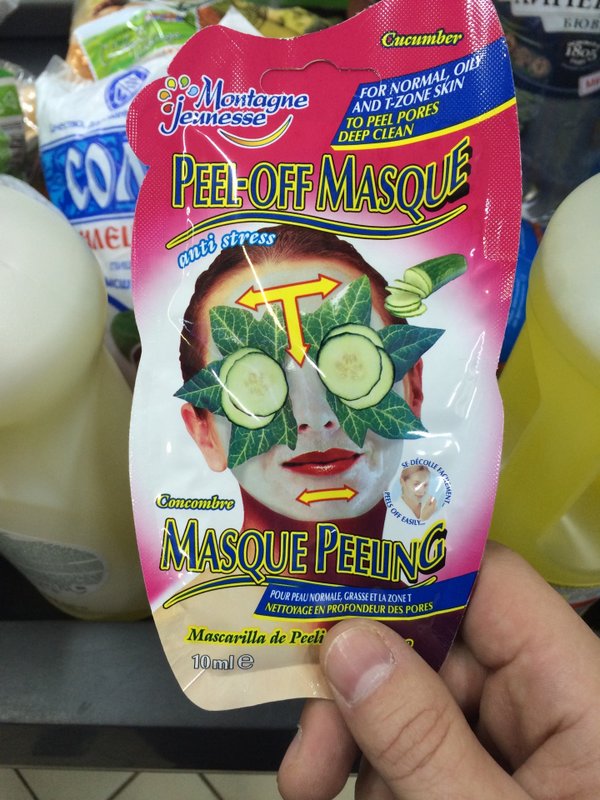 Cucumber
Montagne
jeunesse
FOR NORMAL, OILY
AND T-ZONE SKIN
TO PEEL PORES
DEEP CLEAN
PEEL-OFF MASQUE
anti stress
T
SE DÉCOLLE FACILEMENT
PEELS OFF EASILY...
Concombre
MASQUE PEELING
POUR PEAU NORMALE, GRASSE ET LA ZONE T
NETTOYAGE EN PROFONDEUR DES PORES
Mascarilla de
10ml e
1805